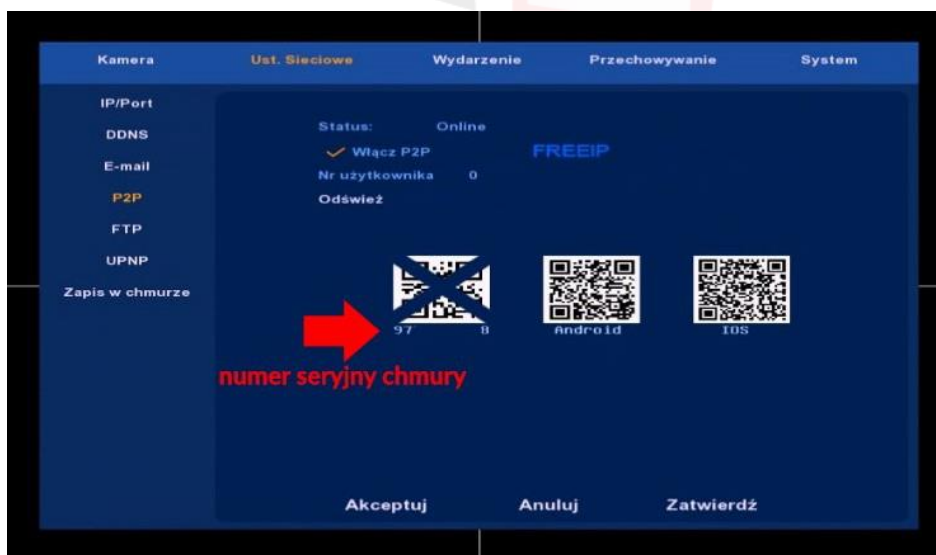 Kamera Ust. Sieciowe Wydarzenie Przechowywanie System
IP/Port
DDNS
E-mail
P2P
FTP
UPNP
Zapis w chmurze
Status: Online
Włącz P2P FREEIP
Nr użytkownika 0
Odśwież
97 8 Android IOS
numer seryjny chmury
Akceptuj Anuluj Zatwierdź